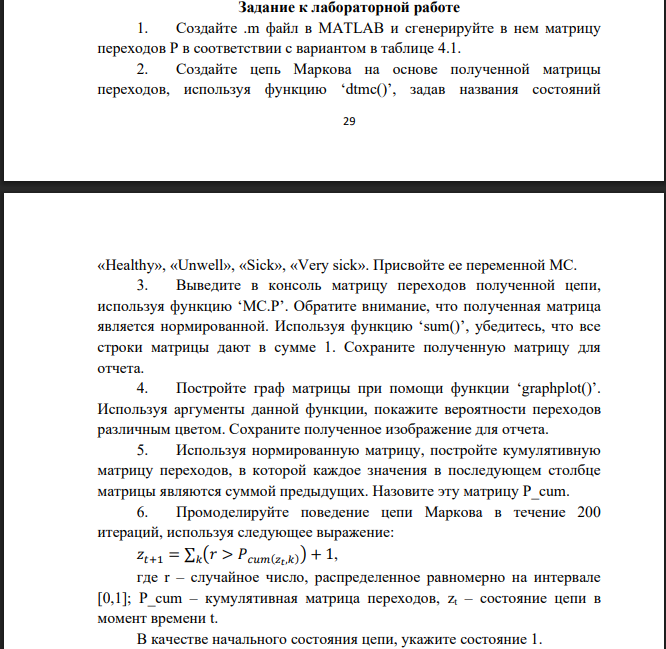 Задание к лабораторной работе
1. Создайте .m файл в MATLAB и сгенерируйте в нем матрицу
переходов P в соответствии с вариантом в таблице 4.1.
2. Создайте цепь Маркова на основе полученной матрицы
переходов, используя функцию ‘dtmc()’, задав названия состояний
29
«Healthy», «Unwell», «Sick», «Very sick». Присвойте ее переменной MC.
3. Выведите в консоль матрицу переходов полученной цепи,
используя функцию ‘MC.P’. Обратите внимание, что полученная матрица
является нормированной. Используя функцию ‘sum()’, убедитесь, что все
строки матрицы дают в сумме 1. Сохраните полученную матрицу для
отчета.
4. Постройте граф матрицы при помощи функции ‘graphplot()’.
Используя аргументы данной функции, покажите вероятности переходов
различным цветом. Сохраните полученное изображение для отчета.
5. Используя нормированную матрицу, постройте кумулятивную
матрицу переходов, в которой каждое значения в последующем столбце
матрицы являются суммой предыдущих. Назовите эту матрицу P_cum.
6. Промоделируйте поведение цепи Маркова в течение 200
итераций, используя следующее выражение:
𝑧ₜ₊₁ = ∑ₖ(𝑟 > 𝑃_{𝑐𝑢𝑚(𝑧ₜ,𝑘)}) + 1,
где r – случайное число, распределенное равномерно на интервале
[0,1]; P_cum – кумулятивная матрица переходов, zₜ – состояние цепи в
момент времени t.
В качестве начального состояния цепи, укажите состояние 1.